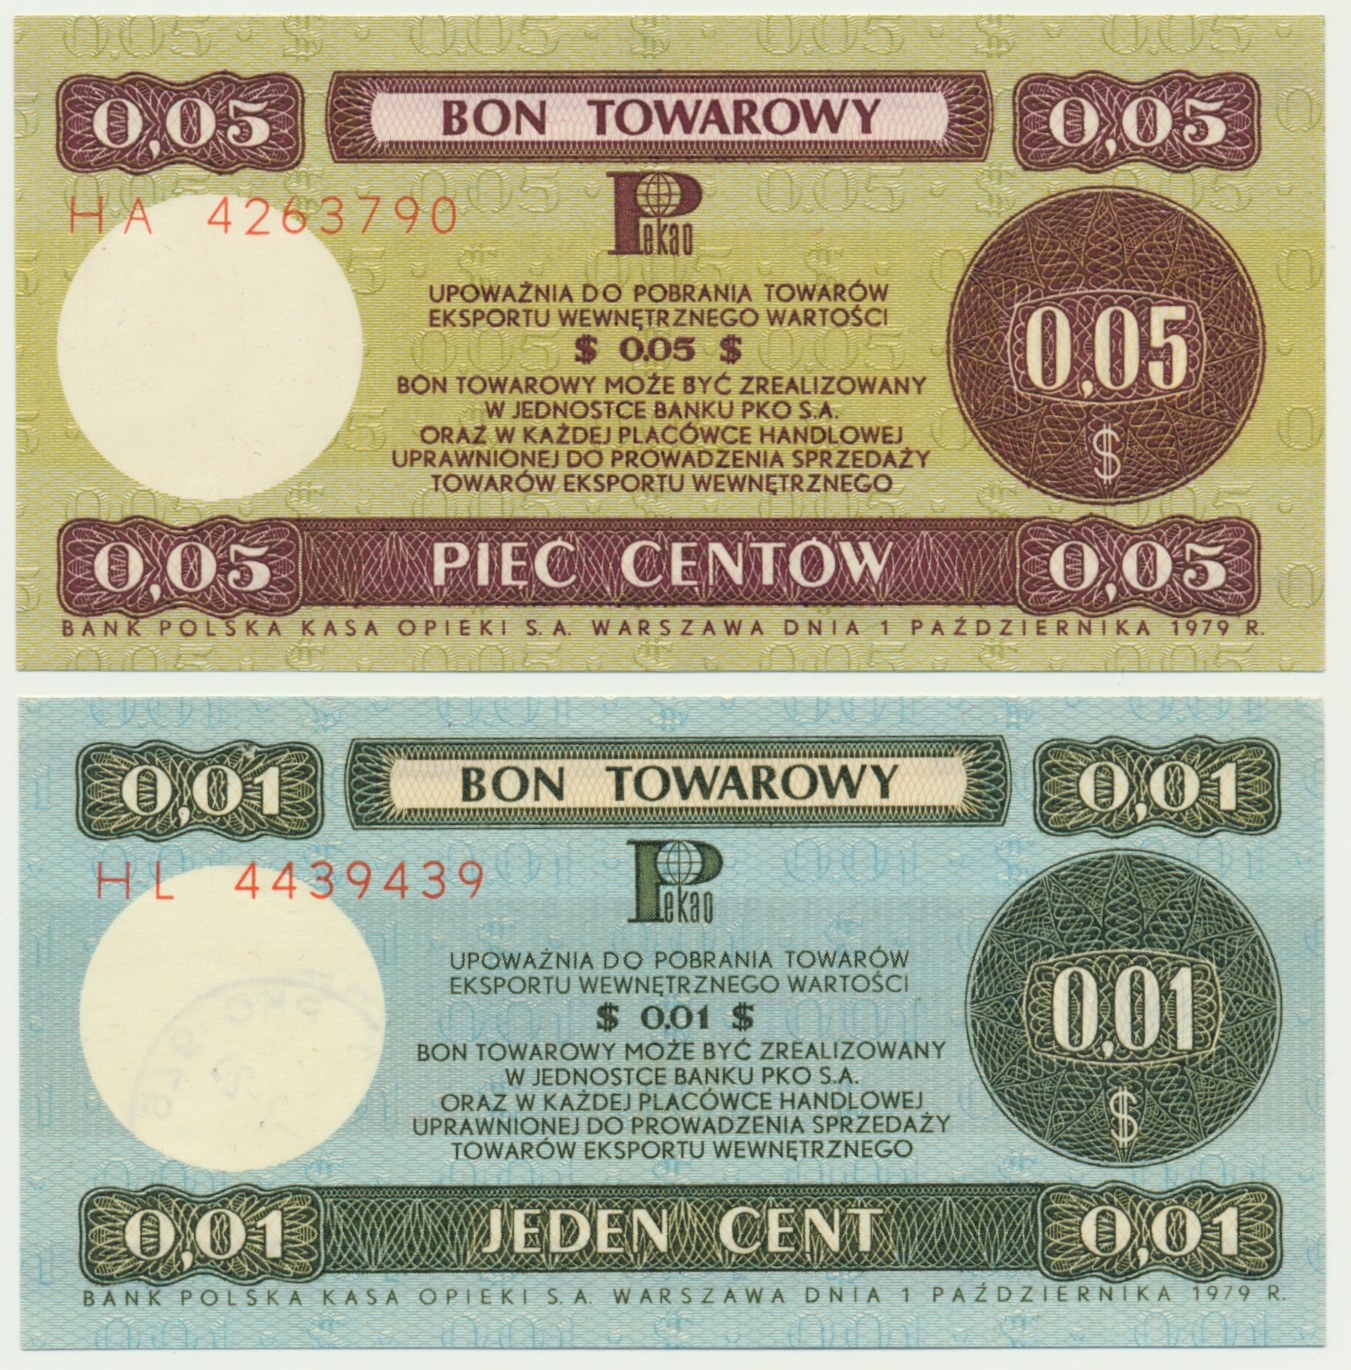 0,05 BON TOWAROWY 0,05
HA 4263790
Pekao
UPOWAŻNIA DO POBRANIA TOWARÓW
EKSPORTU WEWNĘTRZNEGO WARTOŚCI
$ 0.05 $
BON TOWAROWY MOŻE BYĆ ZREALIZOWANY
W JEDNOSTCE BANKU PKO S.A.
ORAZ W KAŻDEJ PLACÓWCE HANDLOWEJ
UPRAWNIONEJ DO PROWADZENIA SPRZEDAŻY
TOWARÓW EKSPORTU WEWNĘTRZNEGO
0,05
$
0,05 PIĘĆ CENTÓW 0,05
BANK POLSKA KASA OPIEKI S.A. WARSZAWA DNIA 1 PAŹDZIERNIKA 1979 R.
0,01 BON TOWAROWY 0,01
HL 4439439
Pekao
UPOWAŻNIA DO POBRANIA TOWARÓW
EKSPORTU WEWNĘTRZNEGO WARTOŚCI
$ 0.01 $
BON TOWAROWY MOŻE BYĆ ZREALIZOWANY
W JEDNOSTCE BANKU PKO S.A.
ORAZ W KAŻDEJ PLACÓWCE HANDLOWEJ
UPRAWNIONEJ DO PROWADZENIA SPRZEDAŻY
TOWARÓW EKSPORTU WEWNĘTRZNEGO
0,01
$
0,01 JEDEN CENT 0,01
BANK POLSKA KASA OPIEKI S.A. WARSZAWA DNIA 1 PAŹDZIERNIKA 1979 R.